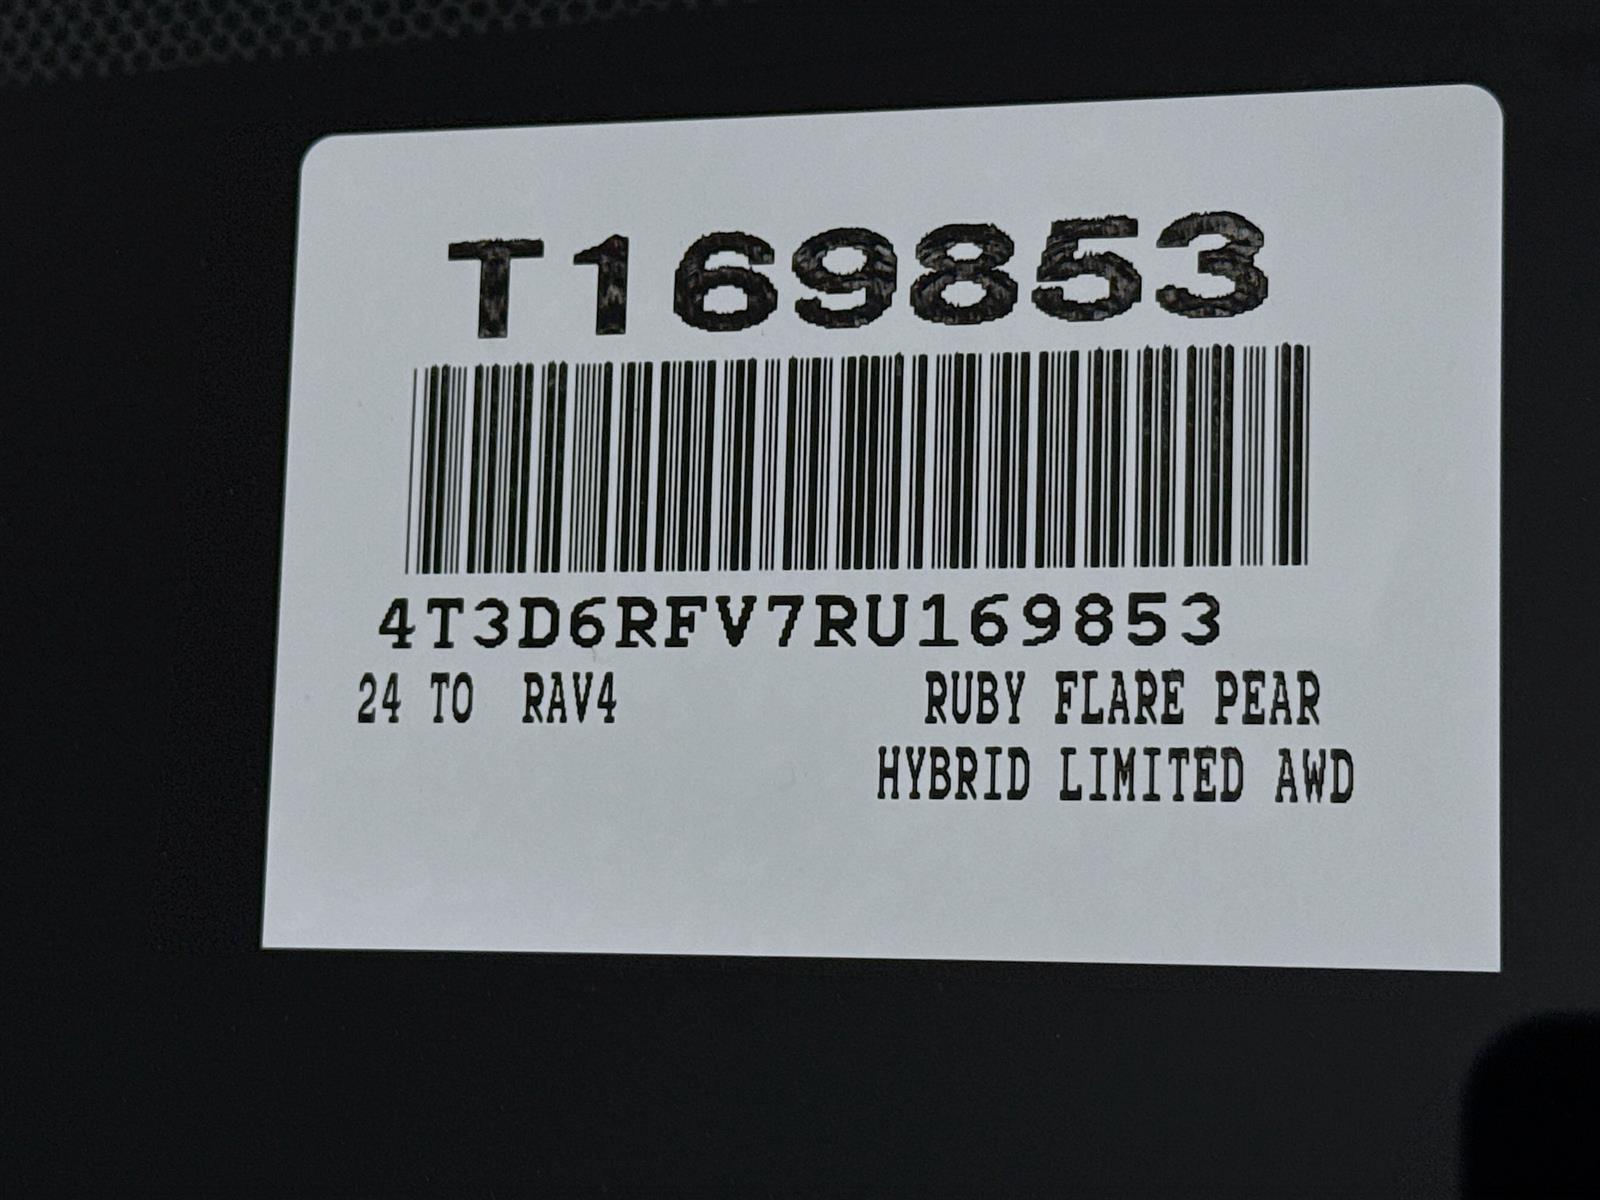 T169853
4T3D6RFV7RU169853
24 TO RAV4 RUBY FLARE PEAR
HYBRID LIMITED AWD